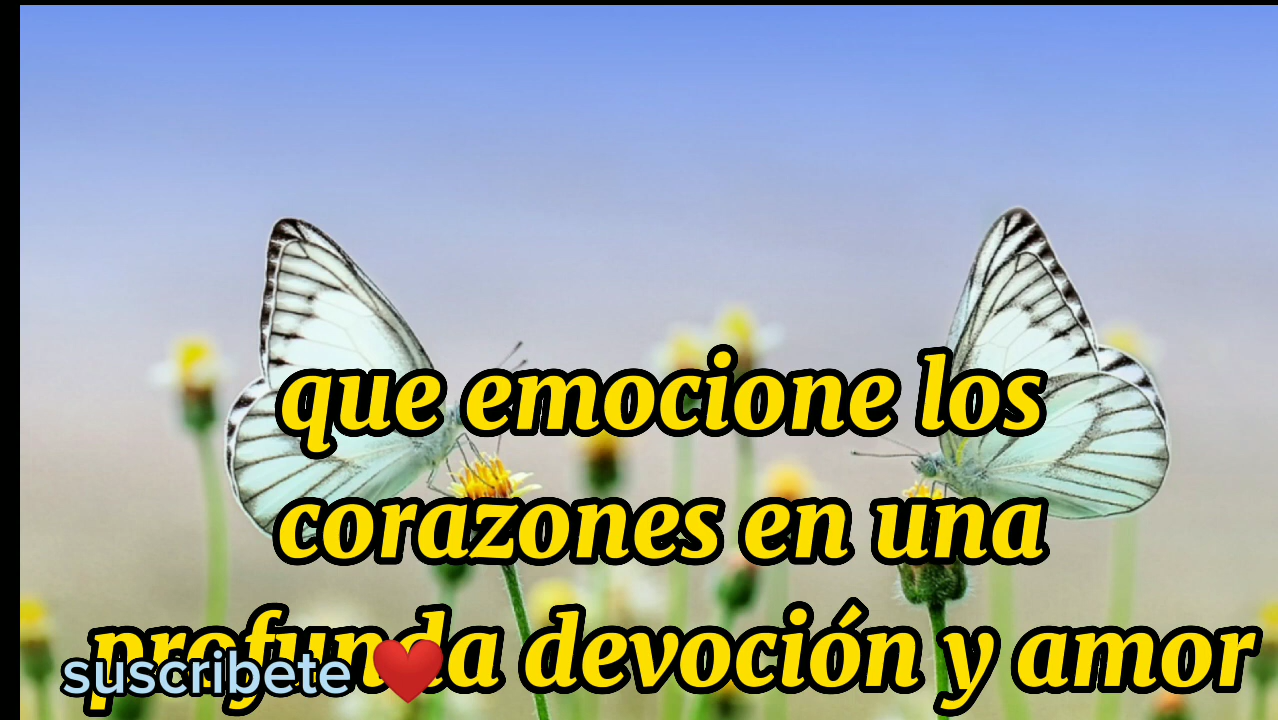 que emocione los
corazones en una
profunda devoción y amor
suscribete ❤️